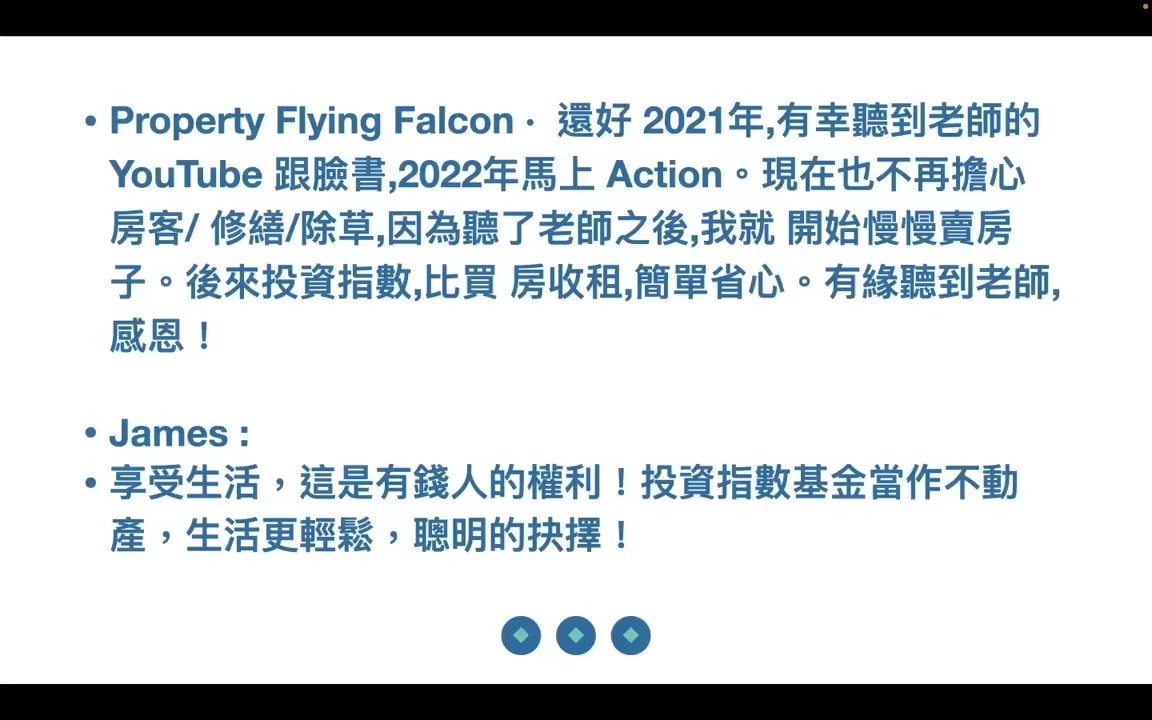 • Property Flying Falcon · 還好 2021年,有幸聽到老師的
YouTube 跟臉書,2022年馬上 Action。現在也不再擔心
房客/ 修繕/除草,因為聽了老師之後,我就 開始慢慢賣房
子。後來投資指數,比買 房收租,簡單省心。有緣聽到老師,
感恩！
• James :
• 享受生活，這是有錢人的權利！投資指數基金當作不動
產，生活更輕鬆，聰明的抉擇！